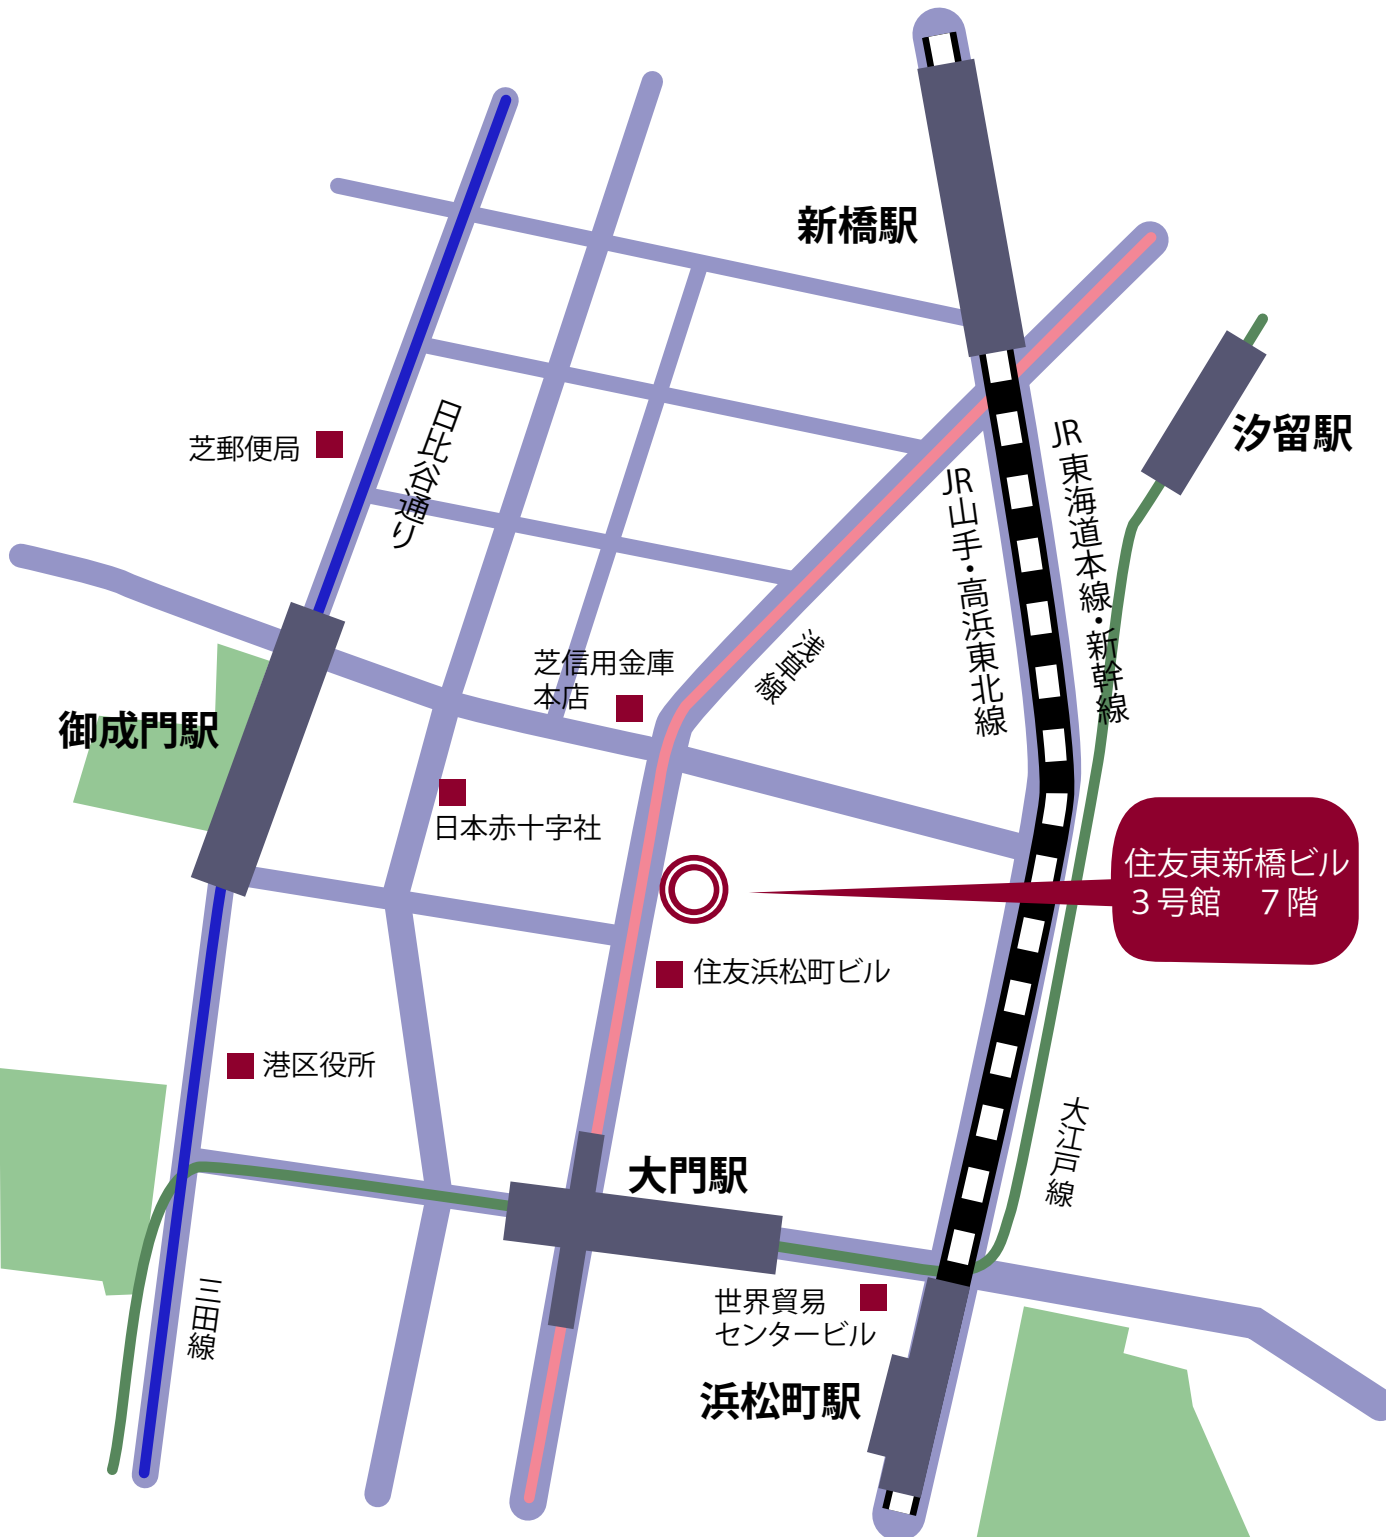 新橋駅
汐留駅
芝郵便局
日比谷通り
JR東海道本線・新幹線
JR山手・高浜東北線
芝信用金庫
本店
浅草線
御成門駅
日本赤十字社
住友東新橋ビル
３号館　７階
住友浜松町ビル
港区役所
大江戸線
大門駅
三田線
世界貿易
センタービル
浜松町駅